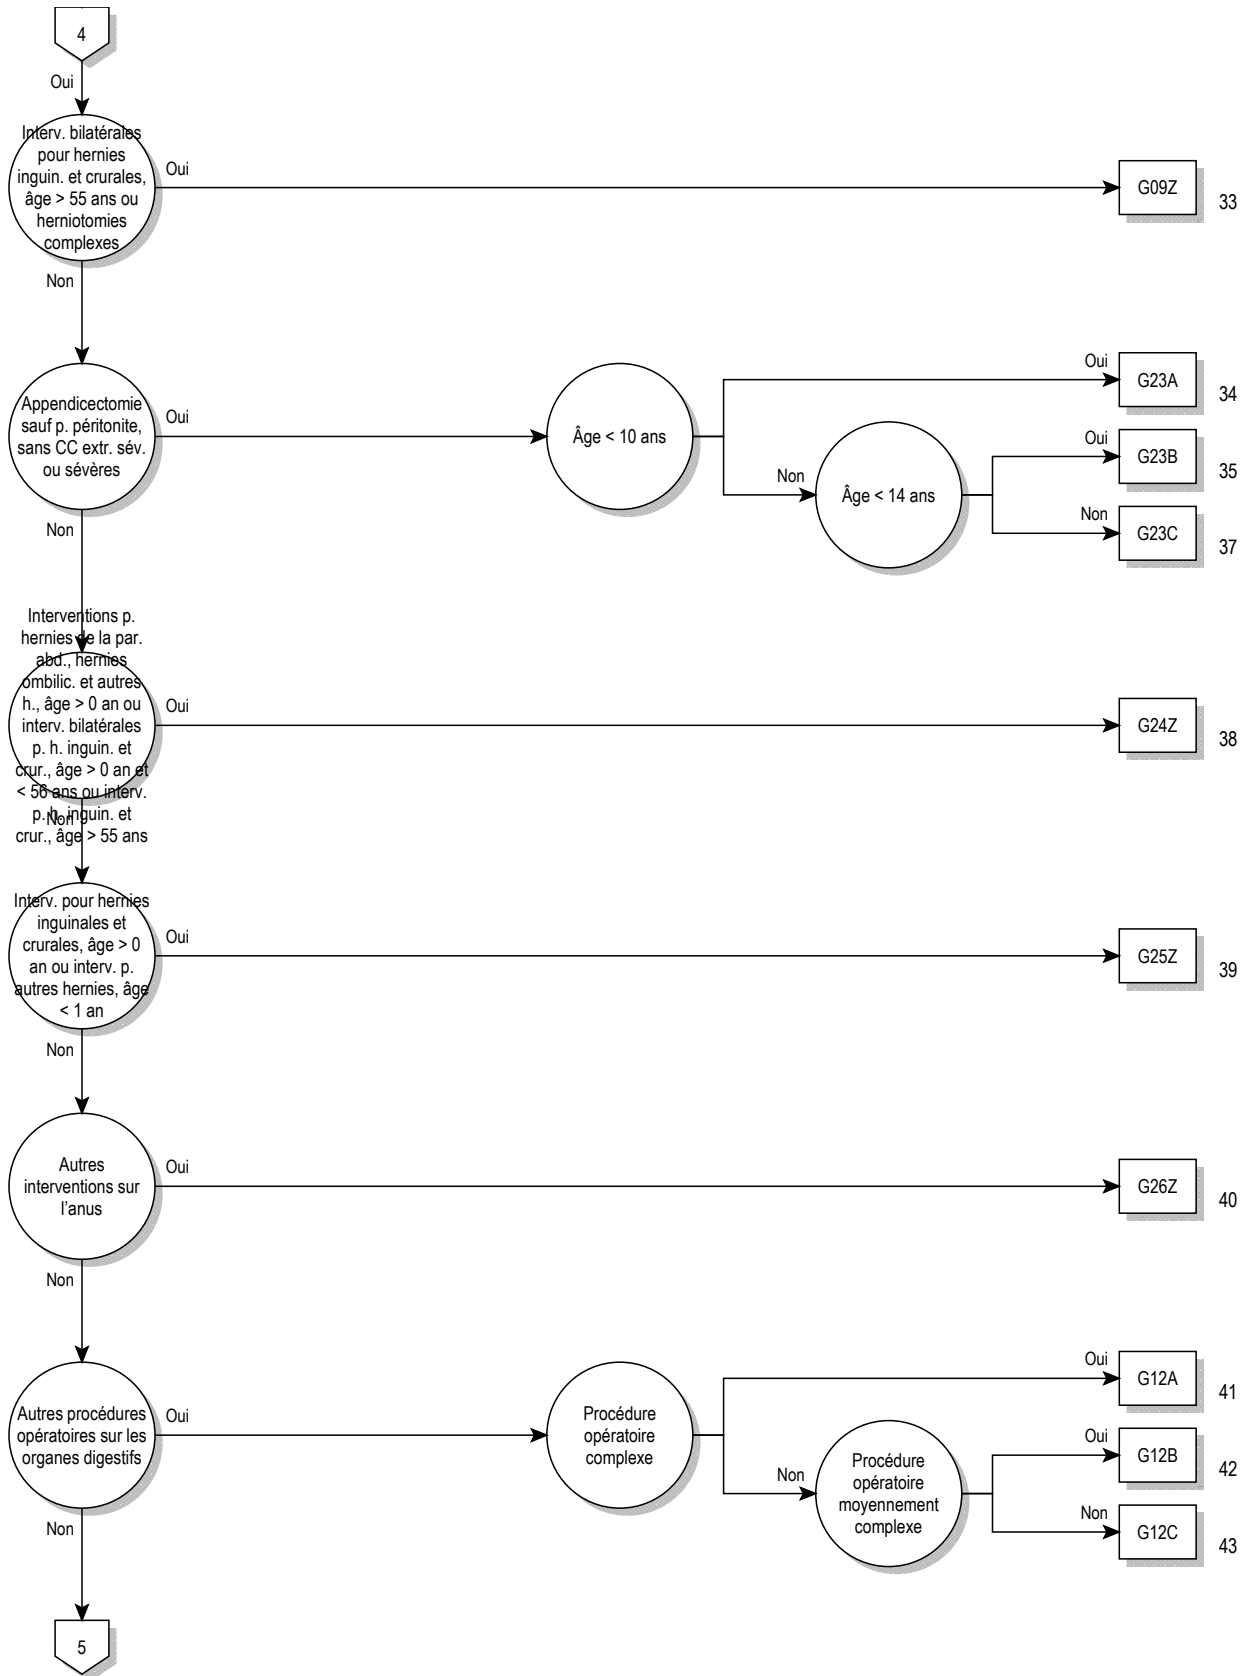 4
Oui
Interv. bilatérales
pour hernies
inguin. et crurales,
âge > 55 ans ou
herniotomies
complexes
Oui
G09Z
33
Non
Appendicectomie
sauf p. péritonite,
sans CC extr. sév.
ou sévères
Oui
Âge < 10 ans
Oui
G23A
34
Non
Âge < 14 ans
Oui
G23B
35
Non
G23C
37
Non
Interventions p.
hernies de la par.
abd., hernies
ombilic. et autres
h., âge > 0 an ou
interv. bilatérales
p. h. inguin. et
crur., âge > 0 an et
< 56 ans ou interv.
p. h. inguin. et
crur., âge > 55 ans
Oui
G24Z
38
Non
Interv. pour hernies
inguinales et
crurales, âge > 0
an ou interv. p.
autres hernies, âge
< 1 an
Oui
G25Z
39
Non
Autres
interventions sur
l'anus
Oui
G26Z
40
Non
Autres procédures
opératoires sur les
organes digestifs
Oui
Procédure
opératoire
complexe
Oui
G12A
41
Non
Procédure
opératoire
moyennement
complexe
Oui
G12B
42
Non
G12C
43
Non
5